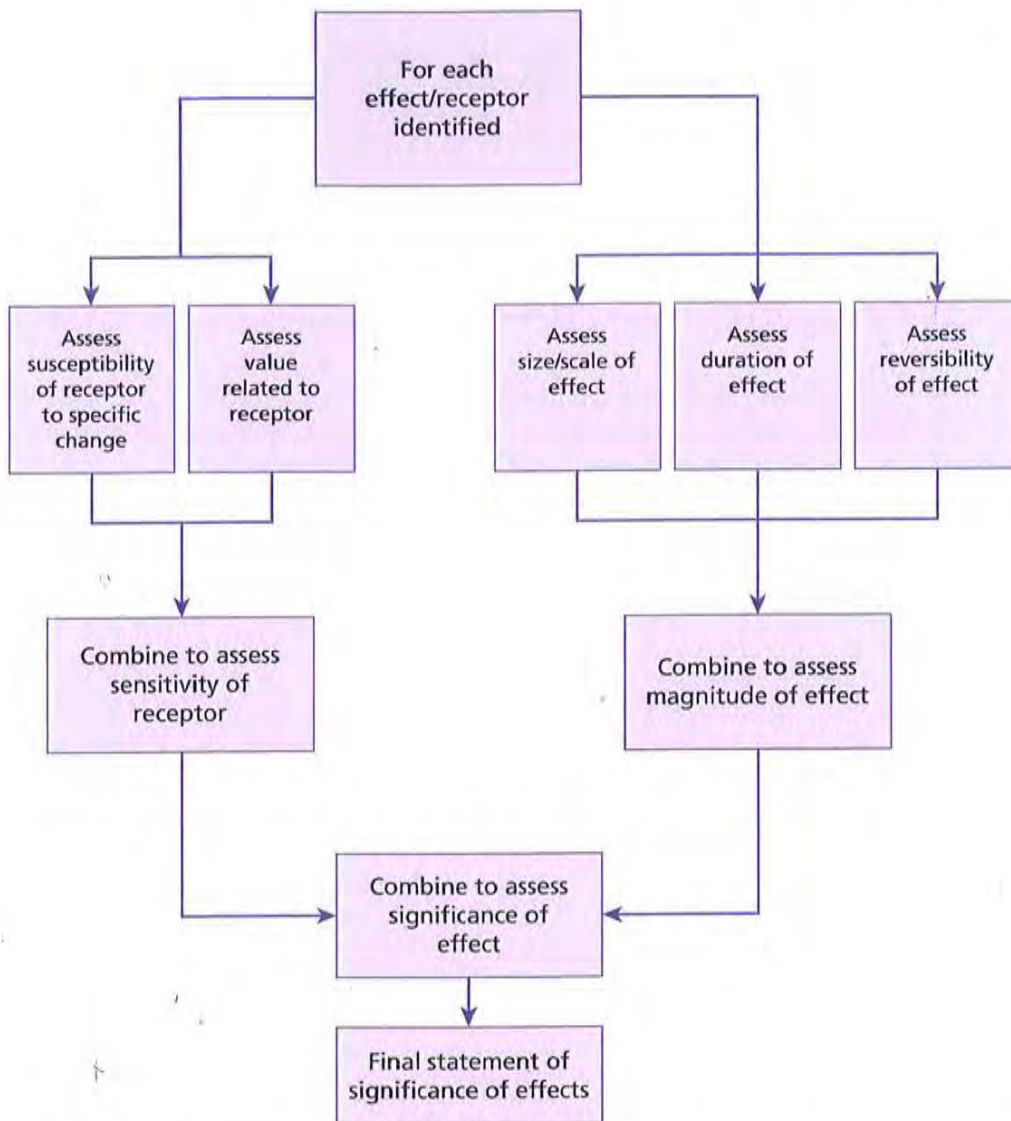 For each
effect/receptor
identified
Assess
susceptibility
of receptor
to specific
change
Assess
value
related to
receptor
Assess
size/scale of
effect
Assess
duration of
effect
Assess
reversibility
of effect
Combine to assess
sensitivity of
receptor
Combine to assess
magnitude of effect
Combine to assess
significance of
effect
Final statement of
significance of effects